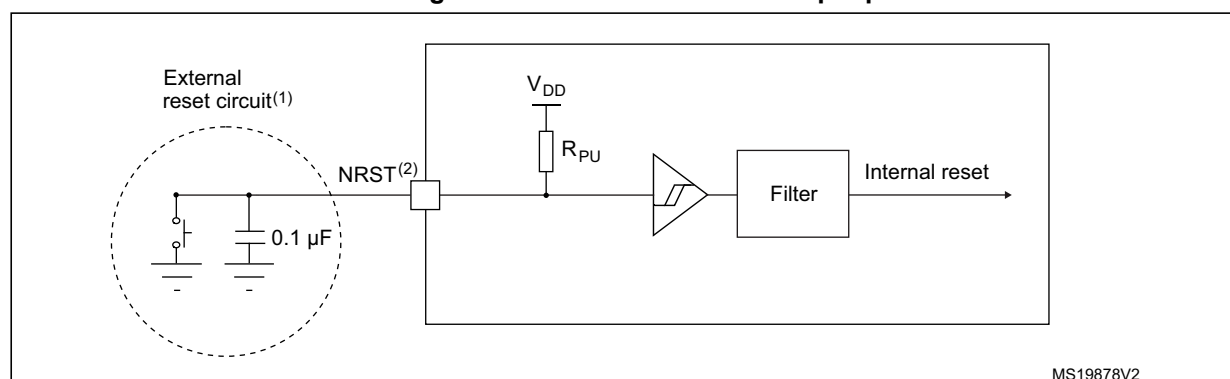 External
reset circuit(1)
VDD
RPU
NRST(2)
Filter
Internal reset
0.1 µF
MS19878V2